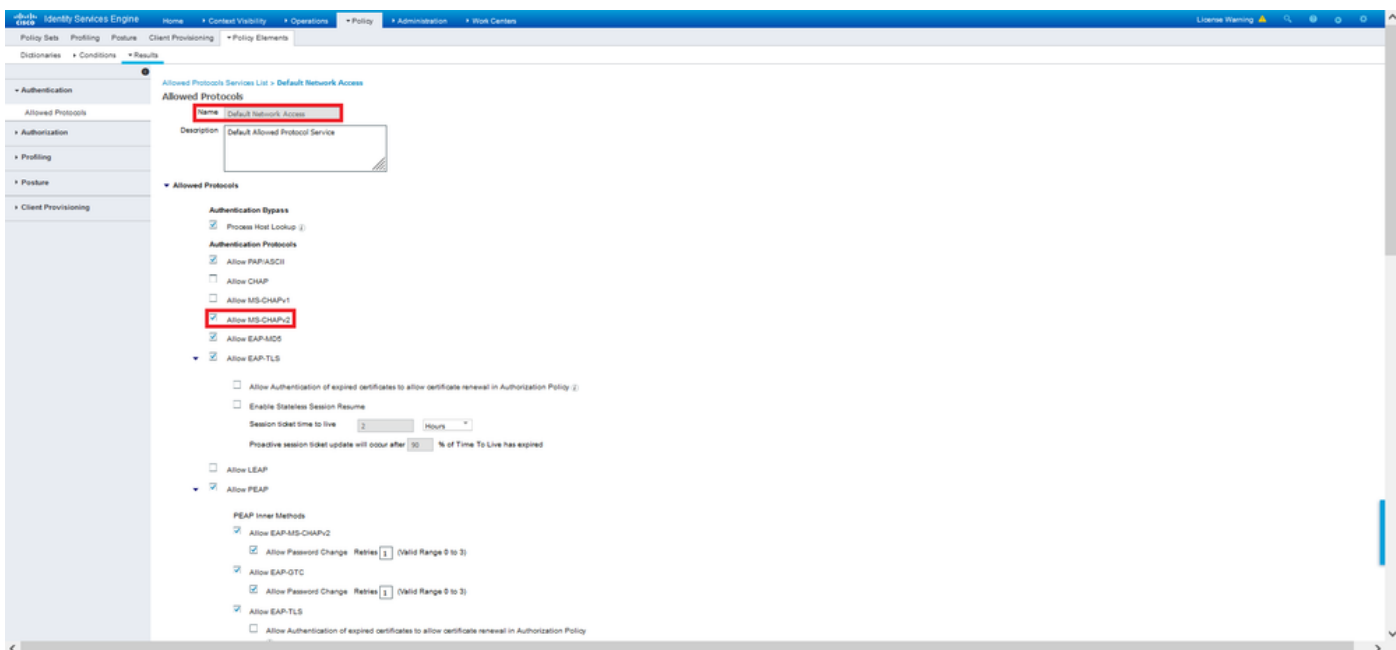 cisco Identity Services Engine Home Context Visibility Operations Policy Administration Work Centers License Warning
Policy Sets Profiling Posture Client Provisioning Policy Elements
Dictionaries Conditions Results
Authentication
Allowed Protocols
Authorization
Profiling
Posture
Client Provisioning
Allowed Protocols Services List > Default Network Access
Allowed Protocols
Name Default Network Access
Description Default Allowed Protocol Service
Allowed Protocols
Authentication Bypass
Process Host Lookup
Authentication Protocols
Allow PAP/ASCII
Allow CHAP
Allow MS-CHAPv1
Allow MS-CHAPv2
Allow EAP-MD5
Allow EAP-TLS
Allow Authentication of expired certificates to allow certificate renewal in Authorization Policy
Enable Stateless Session Resume
Session ticket time to live 2 Hours
Proactive session ticket update will occur after 90 % of Time To Live has expired
Allow LEAP
Allow PEAP
PEAP Inner Methods
Allow EAP-MS-CHAPv2
Allow Password Change Retries 1 (Valid Range 0 to 3)
Allow EAP-GTC
Allow Password Change Retries 1 (Valid Range 0 to 3)
Allow EAP-TLS
Allow Authentication of expired certificates to allow certificate renewal in Authorization Policy